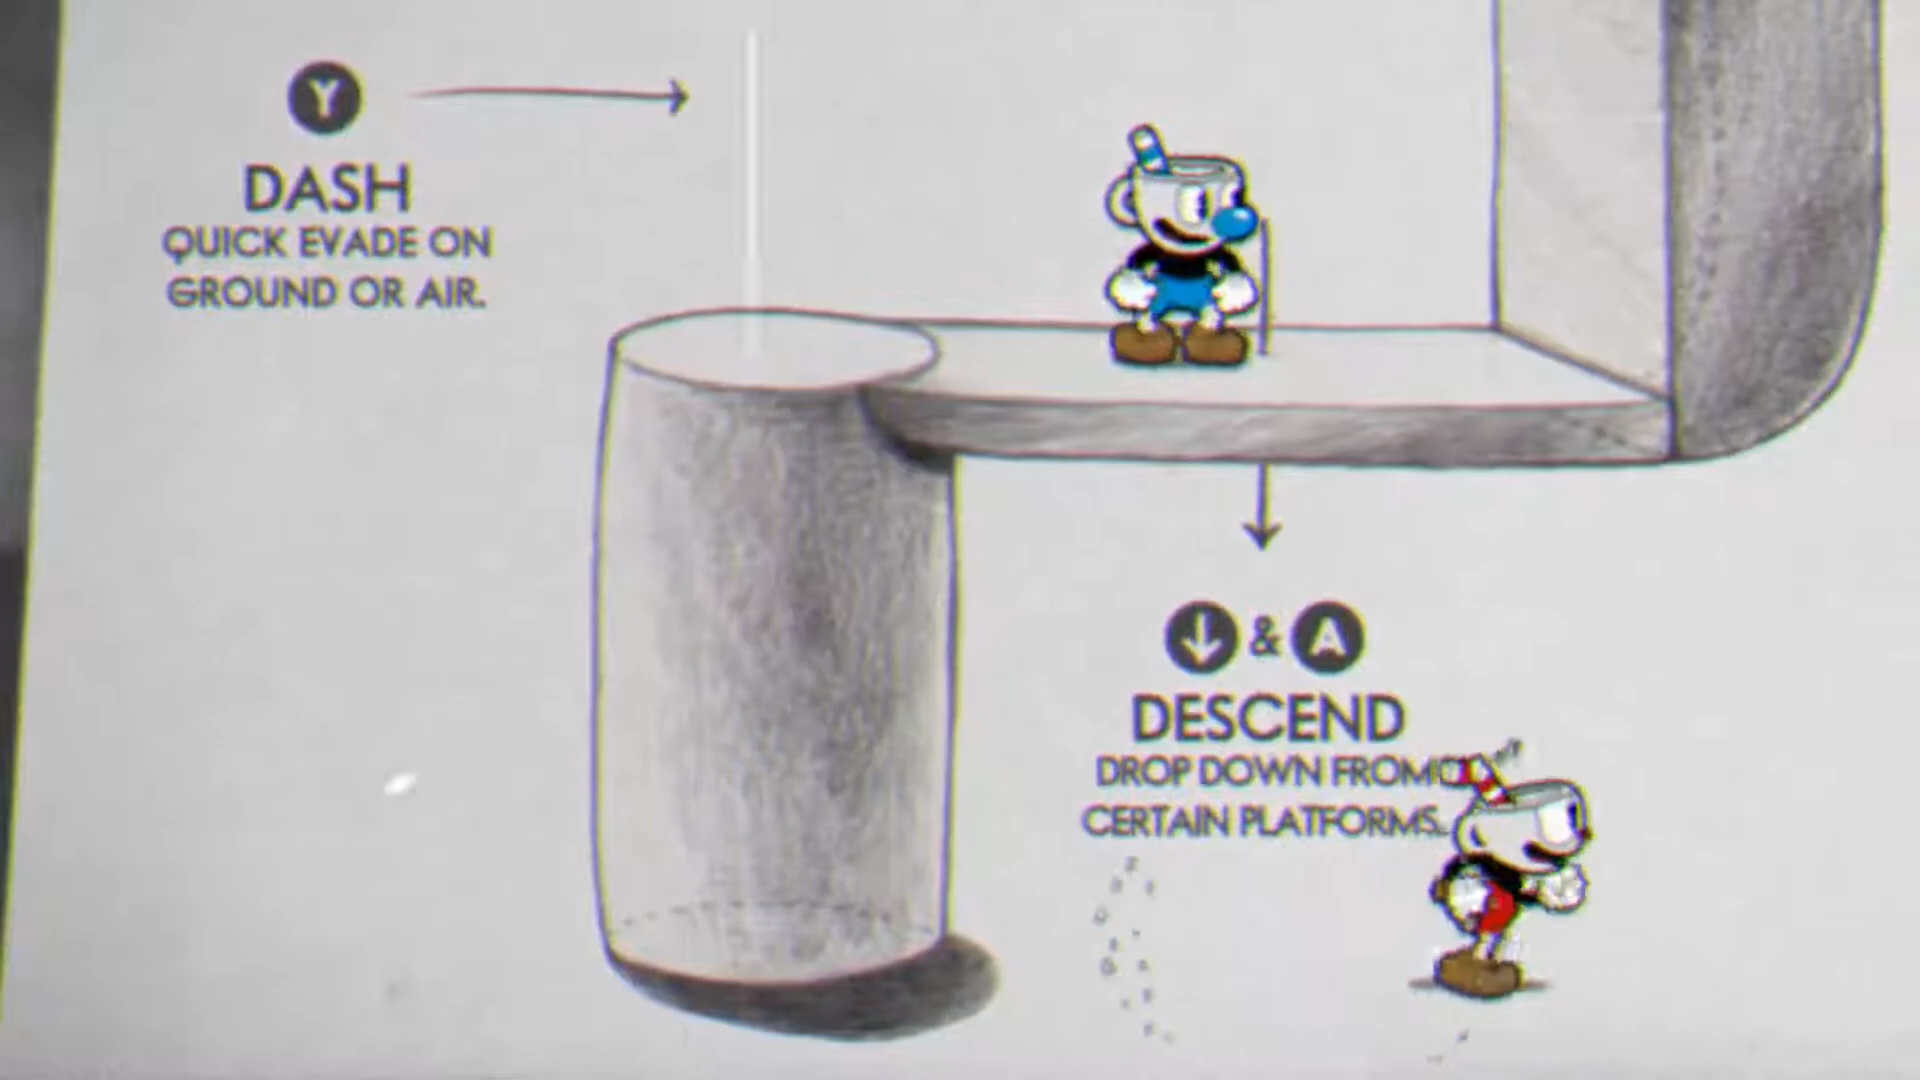 Y
DASH
QUICK EVADE ON
GROUND OR AIR.
↓ & A
DESCEND
DROP DOWN FROM
CERTAIN PLATFORMS.